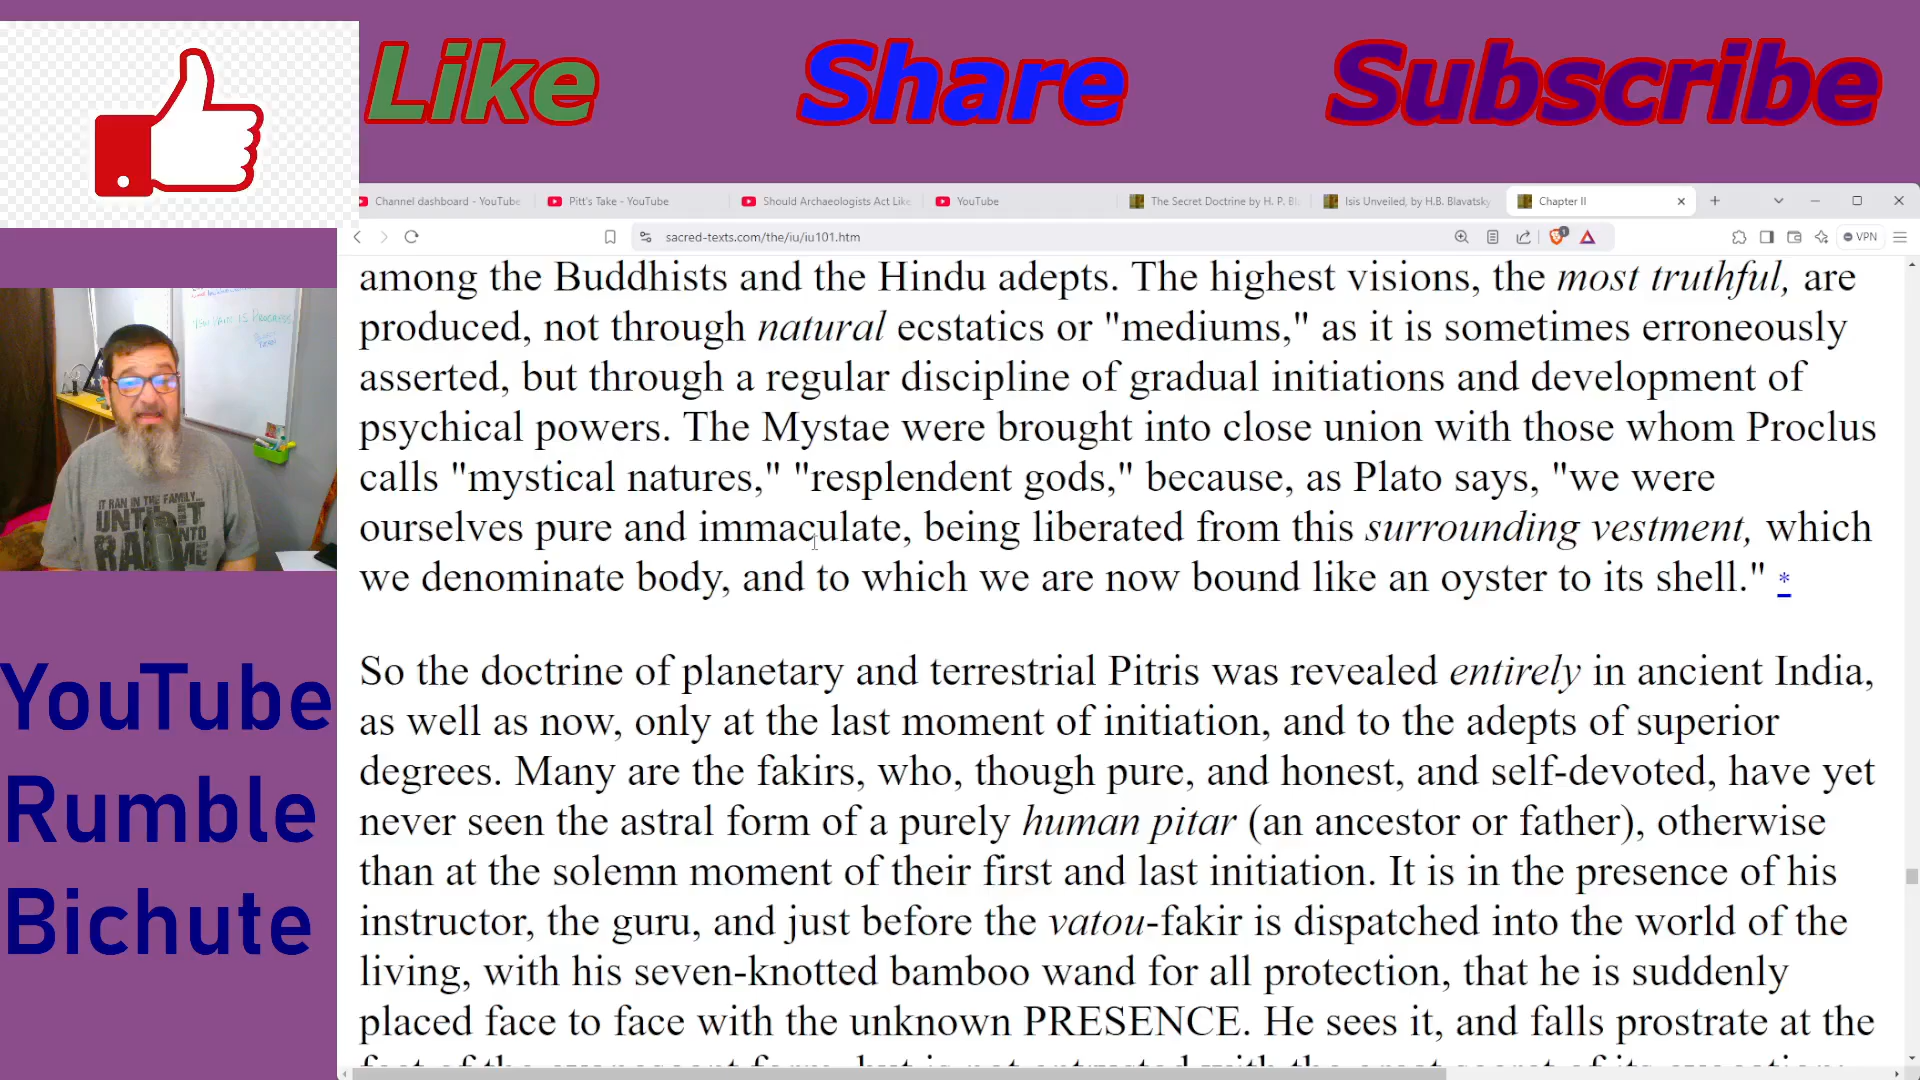 Like Share Subscribe
Channel dashboard - YouTube
Pitt's Take - YouTube
Should Archaeologists Act Like
YouTube
The Secret Doctrine by H. P. Bl
Isis Unveiled, by H.B. Blavatsky
Chapter II
sacred-texts.com/the/iu/iu101.htm
VPN
among the Buddhists and the Hindu adepts. The highest visions, the most truthful, are
produced, not through natural ecstatics or "mediums," as it is sometimes erroneously
asserted, but through a regular discipline of gradual initiations and development of
psychical powers. The Mystae were brought into close union with those whom Proclus
calls "mystical natures," "resplendent gods," because, as Plato says, "we were
ourselves pure and immaculate, being liberated from this surrounding vestment, which
we denominate body, and to which we are now bound like an oyster to its shell." *
So the doctrine of planetary and terrestrial Pitris was revealed entirely in ancient India,
as well as now, only at the last moment of initiation, and to the adepts of superior
degrees. Many are the fakirs, who, though pure, and honest, and self-devoted, have yet
never seen the astral form of a purely human pitar (an ancestor or father), otherwise
than at the solemn moment of their first and last initiation. It is in the presence of his
instructor, the guru, and just before the vatou-fakir is dispatched into the world of the
living, with his seven-knotted bamboo wand for all protection, that he is suddenly
placed face to face with the unknown PRESENCE. He sees it, and falls prostrate at the
IT RAN IN THE FAMILY...
UNTIL IT
RAN INTO
ME
YouTube
Rumble
Bichute